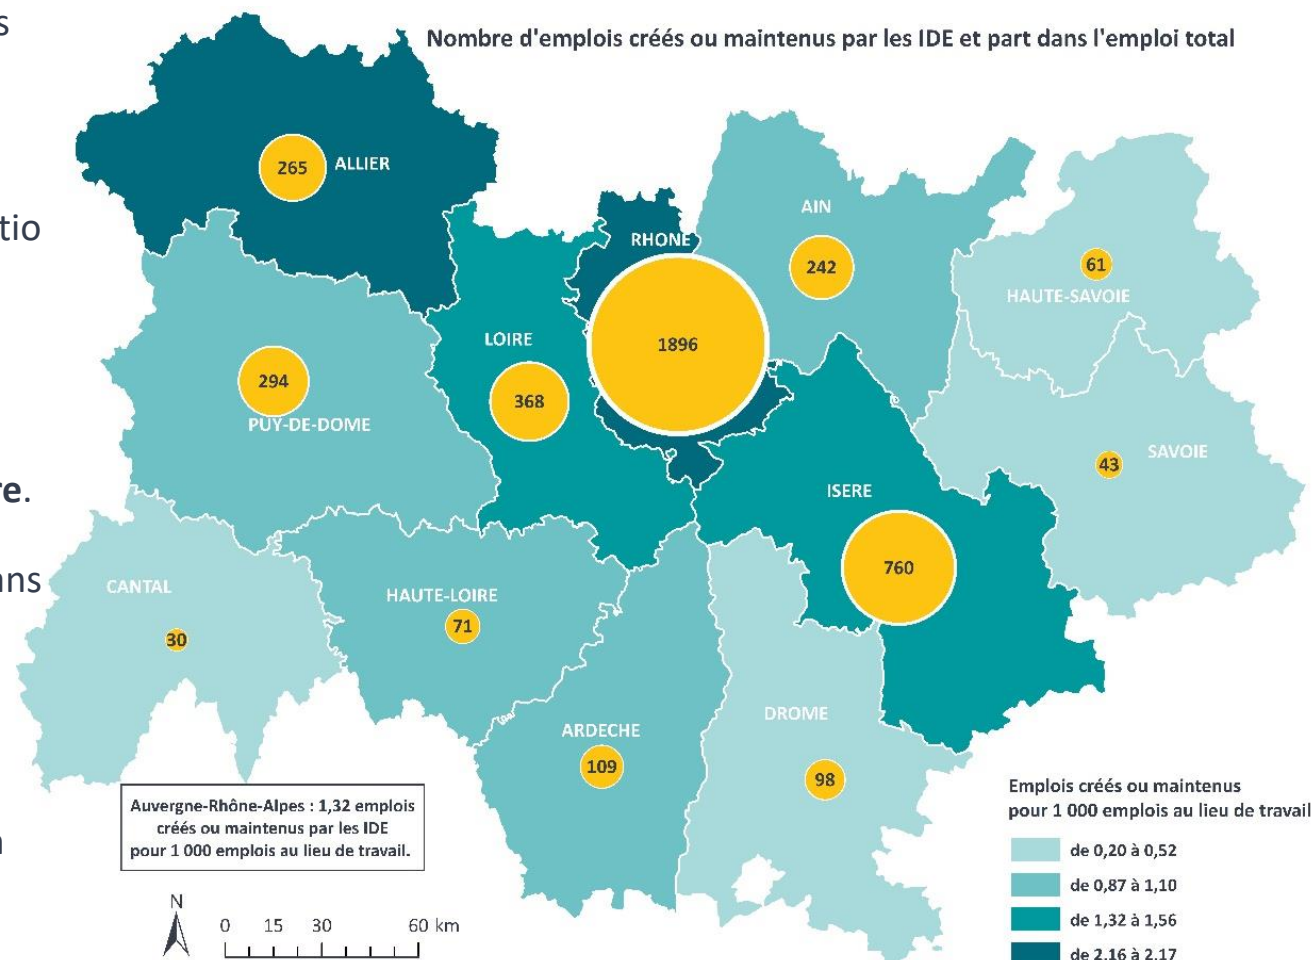 s
Nombre d'emplois créés ou maintenus par les IDE et part dans l'emploi total
265 ALLIER
tio
AIN
RHONE
242
61
HAUTE-SAVOIE
LOIRE
1896
294
368
PUY-DE-DOME
43
SAVOIE
re.
ISERE
760
ans
CANTAL
HAUTE-LOIRE
30
71
DROME
ARDECHE
109
98
Auvergne-Rhône-Alpes : 1,32 emplois
créés ou maintenus par les IDE
pour 1 000 emplois au lieu de travail.
Emplois créés ou maintenus
pour 1 000 emplois au lieu de travail
de 0,20 à 0,52
de 0,87 à 1,10
de 1,32 à 1,56
de 2,16 à 2,17
N
0 15 30 60 km